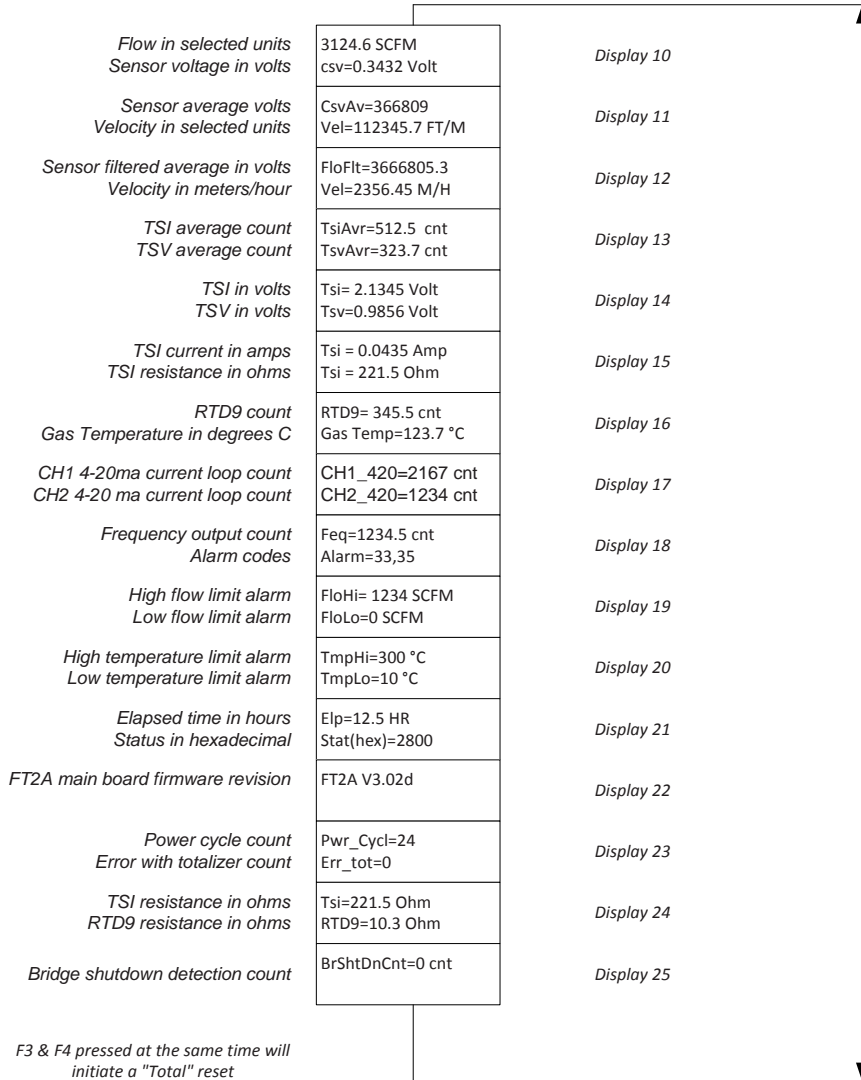 Flow in selected units
Sensor voltage in volts
3124.6 SCFM
csv=0.3432 Volt
Display 10
Sensor average volts
Velocity in selected units
CsvAv=366809
Vel=112345.7 FT/M
Display 11
Sensor filtered average in volts
Velocity in meters/hour
FloFlt=3666805.3
Vel=2356.45 M/H
Display 12
TSI average count
TSV average count
TsiAvr=512.5 cnt
TsvAvr=323.7 cnt
Display 13
TSI in volts
TSV in volts
Tsi= 2.1345 Volt
Tsv=0.9856 Volt
Display 14
TSI current in amps
TSI resistance in ohms
Tsi = 0.0435 Amp
Tsi = 221.5 Ohm
Display 15
RTD9 count
Gas Temperature in degrees C
RTD9= 345.5 cnt
Gas Temp=123.7 °C
Display 16
CH1 4-20ma current loop count
CH2 4-20 ma current loop count
CH1_420=2167 cnt
CH2_420=1234 cnt
Display 17
Frequency output count
Alarm codes
Feq=1234.5 cnt
Alarm=33,35
Display 18
High flow limit alarm
Low flow limit alarm
FloHi= 1234 SCFM
FloLo=0 SCFM
Display 19
High temperature limit alarm
Low temperature limit alarm
TmpHi=300 °C
TmpLo=10 °C
Display 20
Elapsed time in hours
Status in hexadecimal
Elp=12.5 HR
Stat(hex)=2800
Display 21
FT2A main board firmware revision
FT2A V3.02d
Display 22
Power cycle count
Error with totalizer count
Pwr_Cycl=24
Err_tot=0
Display 23
TSI resistance in ohms
RTD9 resistance in ohms
Tsi=221.5 Ohm
RTD9=10.3 Ohm
Display 24
Bridge shutdown detection count
BrShtDnCnt=0 cnt
Display 25
F3 & F4 pressed at the same time will
initiate a "Total" reset